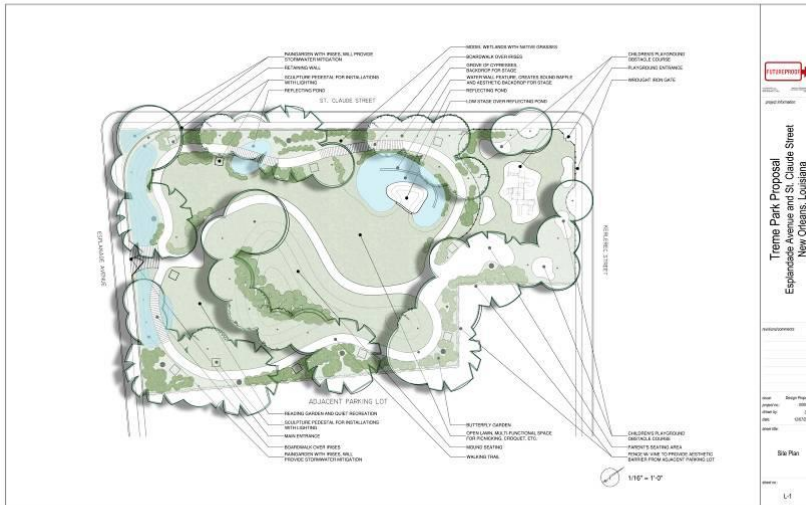 RAINGARDEN WITH IRISES, WILL PROVIDE
STORMWATER MITIGATION
RETAINING WALL
SCULPTURE PEDESTAL FOR INSTALLATIONS
WITH LIGHTING
REFLECTING POND
ST. CLAUDE STREET
MODEL WETLANDS WITH NATIVE GRASSES
BOARDWALK OVER IRISES
GROVE OF CYPRESSES,
BACKDROP FOR STAGE
WATER WALL FEATURE, CREATES SOUND BAFFLE
AND AESTHETIC BACKDROP FOR STAGE
REFLECTING POND
LOW STAGE OVER REFLECTING POND
CHILDREN'S PLAYGROUND
OBSTACLE COURSE
PLAYGROUND ENTRANCE
WROUGHT IRON GATE
ESPLANADE AVENUE
ADJACENT PARKING LOT
READING GARDEN AND QUIET RECREATION
SCULPTURE PEDESTAL FOR INSTALLATIONS
WITH LIGHTING
MAIN ENTRANCE
BOARDWALK OVER IRISES
RAINGARDEN WITH IRISES, WILL
PROVIDE STORMWATER MITIGATION
BUTTERFLY GARDEN
OPEN LAWN, MULTI-FUNCTIONAL SPACE
FOR PICNICKING, CROQUET, ETC.
MOUND SEATING
WALKING TRAIL
CHILDREN'S PLAYGROUND
OBSTACLE COURSE
PARENT'S SEATING AREA
FENCE W/ VINE TO PROVIDE AESTHETIC
BARRIER FROM ADJACENT PARKING LOT
1/16" = 1'-0"
FUTUREPROOF
project information
Treme Park Proposal
Esplandade Avenue and St. Claude Street
New Orleans, Louisiana
Site Plan
L-1